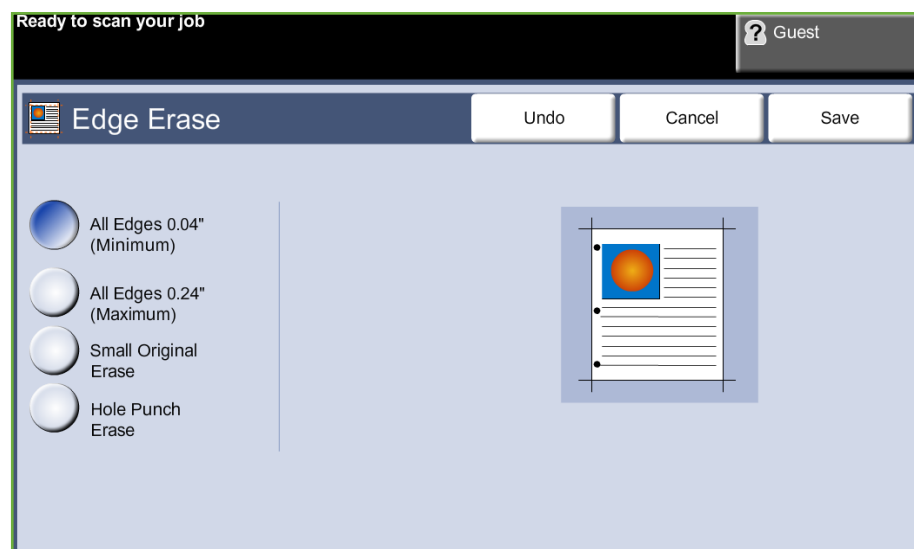 Ready to scan your job
Guest
Edge Erase
Undo
Cancel
Save
All Edges 0.04"
(Minimum)
All Edges 0.24"
(Maximum)
Small Original
Erase
Hole Punch
Erase